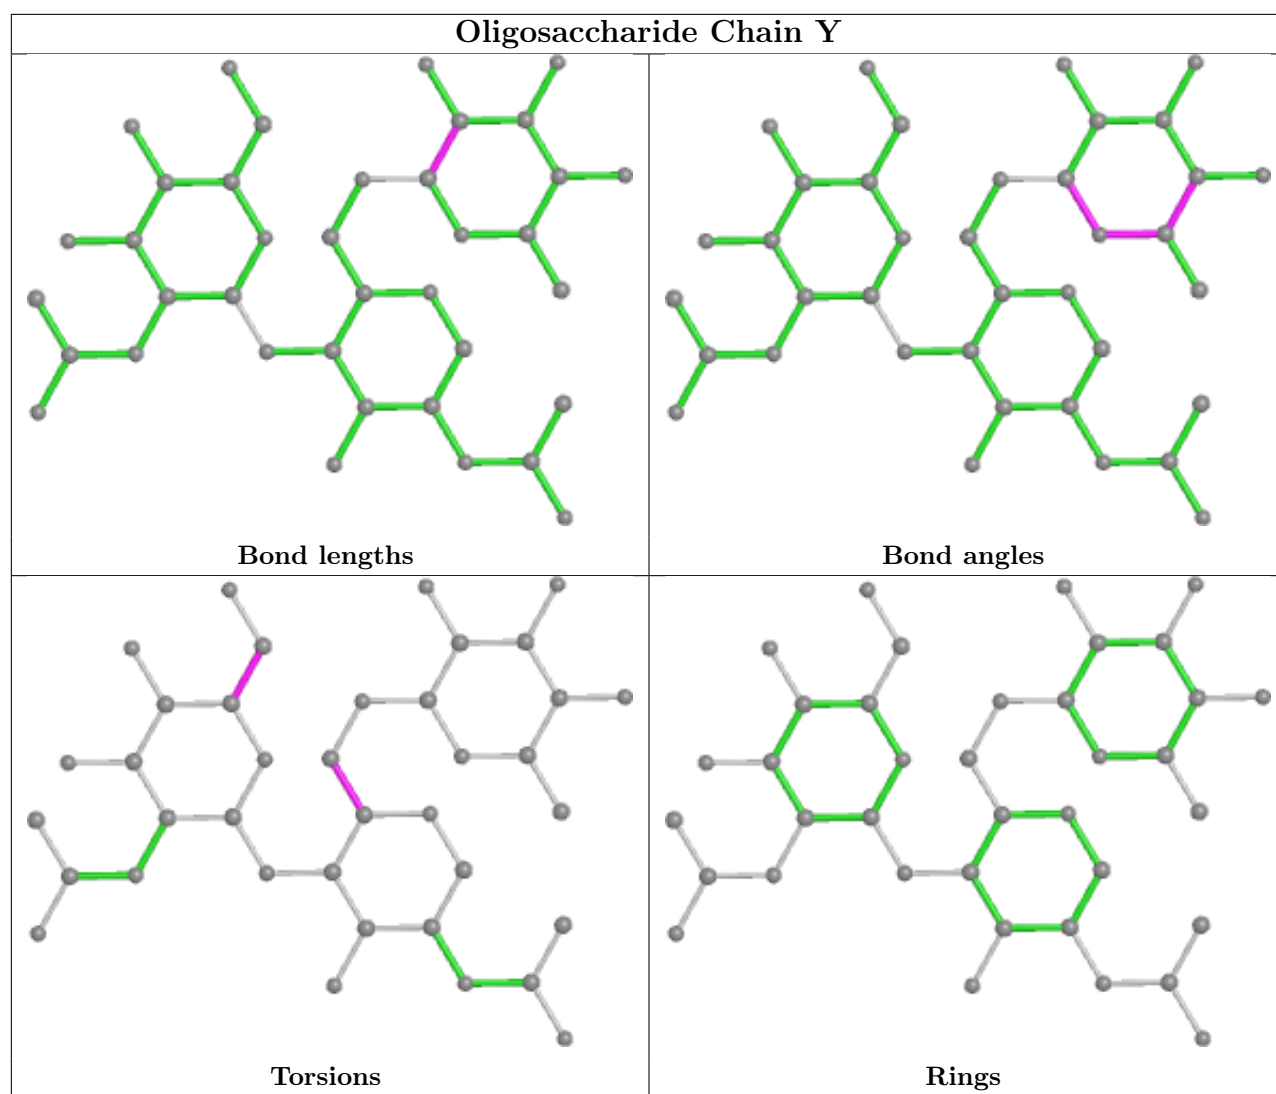 Oligosaccharide Chain Y
Bond lengths
Bond angles
Torsions
Rings